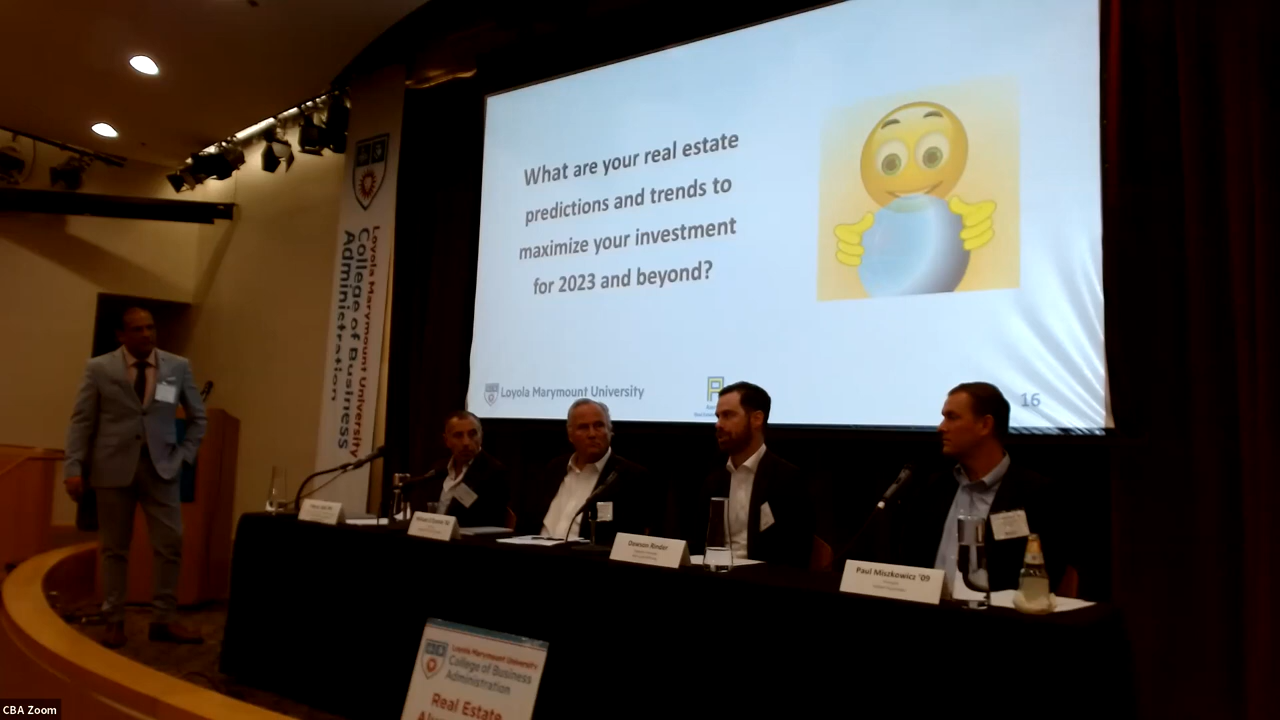 What are your real estate
predictions and trends to
maximize your investment
for 2023 and beyond?
Loyola Marymount University
16
Loyola Marymount University
College of Business
Administration
Dawson Rinder
Paul Miszkowicz '09
Loyola Marymount University
College of Business
Administration
Real Estate
CBA Zoom